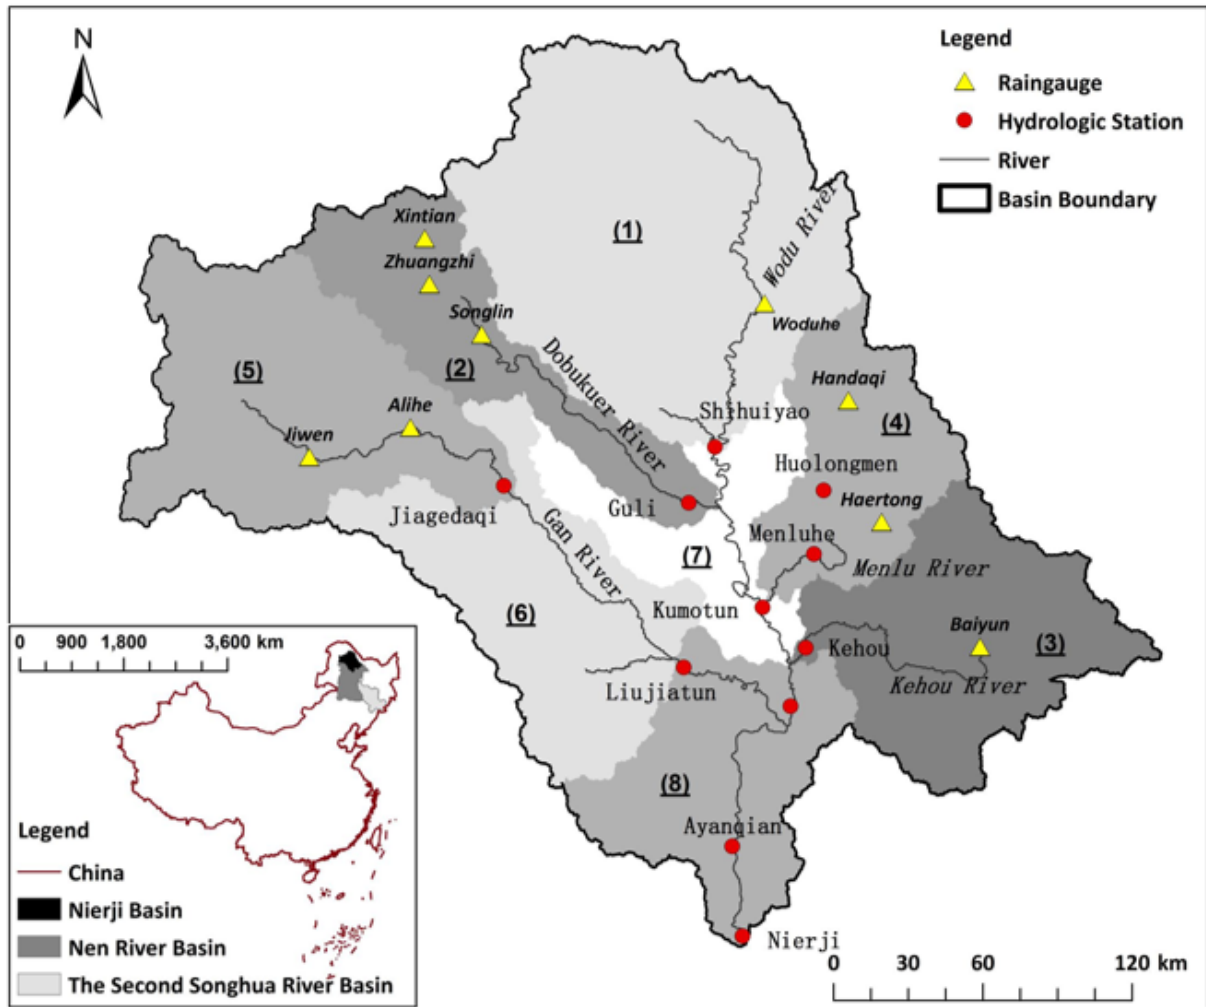 N
Legend
Raingauge
Hydrologic Station
River
Basin Boundary
(1)
Wodu River
Xintian
Zhuangzhi
Songlin
Woduhe
(2)
Dobukuer River
(5)
Handaqi
Alihe
Shihuiyao
(4)
Jiwen
Huolongmen
Haertong
Jiagedaqi
Guli
Gan River
Menluhe
(7)
Menlu River
Kumotun
(6)
Baiyun
(3)
Kehou
Liujiatun
Kehou River
(8)
Ayanqian
Nierji
0 30 60 120 km
0 900 1,800 3,600 km
Legend
China
Nierji Basin
Nen River Basin
The Second Songhua River Basin